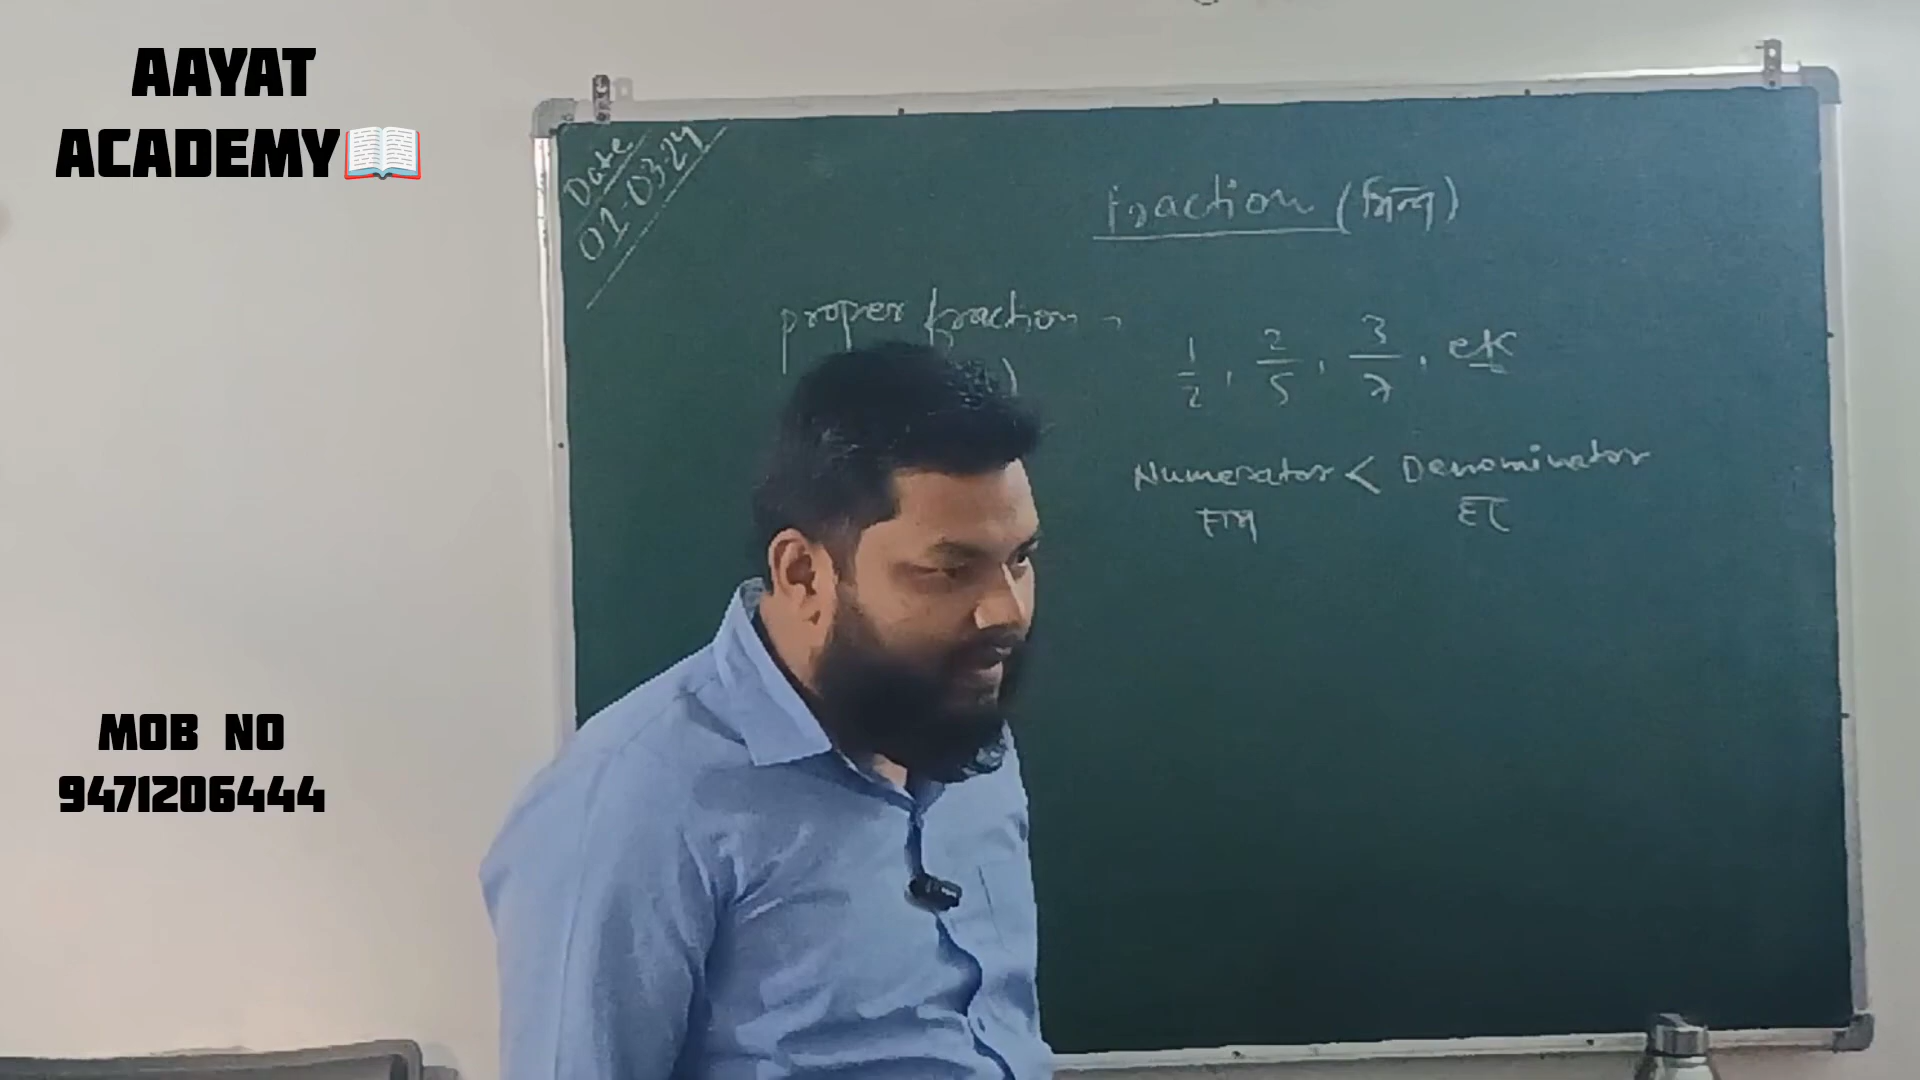 AAYAT
ACADEMY
Date
01-03-24
Fraction (भिन्न)
proper fraction →
1/2, 2/5, 3/7, etc
Numerator < Denominator
अंश हर
MOB NO
9471206444